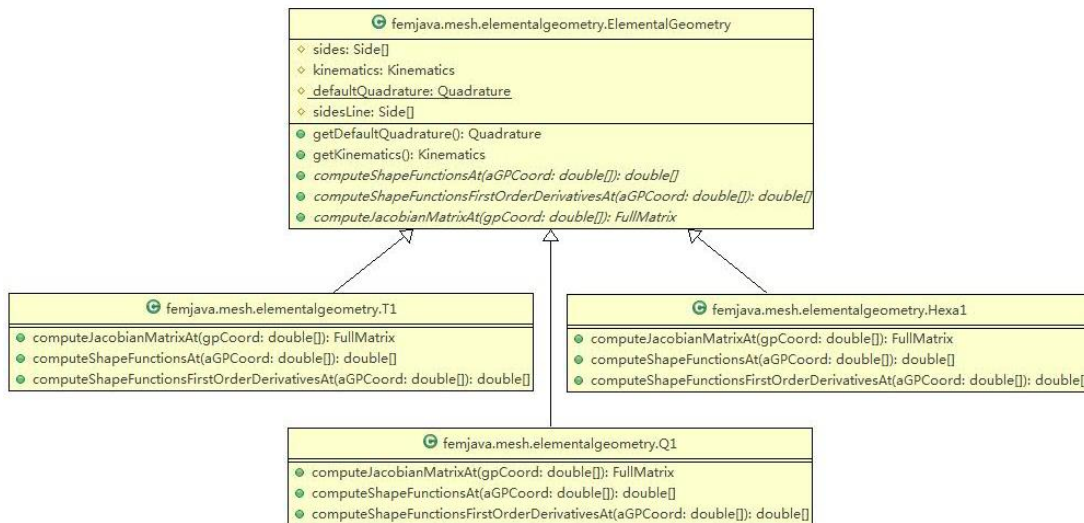 femjava.mesh.elementalgeometry.ElementalGeometry
sides: Side[]
kinematics: Kinematics
defaultQuadrature: Quadrature
sidesLine: Side[]
getDefaultQuadrature(): Quadrature
getKinematics(): Kinematics
computeShapeFunctionsAt(aGPCoord: double[]): double[]
computeShapeFunctionsFirstOrderDerivativesAt(aGPCoord: double[]): double[]
computeJacobianMatrixAt(gpCoord: double[]): FullMatrix
femjava.mesh.elementalgeometry.T1
computeJacobianMatrixAt(gpCoord: double[]): FullMatrix
computeShapeFunctionsAt(aGPCoord: double[]): double[]
computeShapeFunctionsFirstOrderDerivativesAt(aGPCoord: double[]): double[]
femjava.mesh.elementalgeometry.Hexa1
computeJacobianMatrixAt(gpCoord: double[]): FullMatrix
computeShapeFunctionsAt(aGPCoord: double[]): double[]
computeShapeFunctionsFirstOrderDerivativesAt(aGPCoord: double[]): double[]
femjava.mesh.elementalgeometry.Q1
computeJacobianMatrixAt(gpCoord: double[]): FullMatrix
computeShapeFunctionsAt(aGPCoord: double[]): double[]
computeShapeFunctionsFirstOrderDerivativesAt(aGPCoord: double[]): double[]